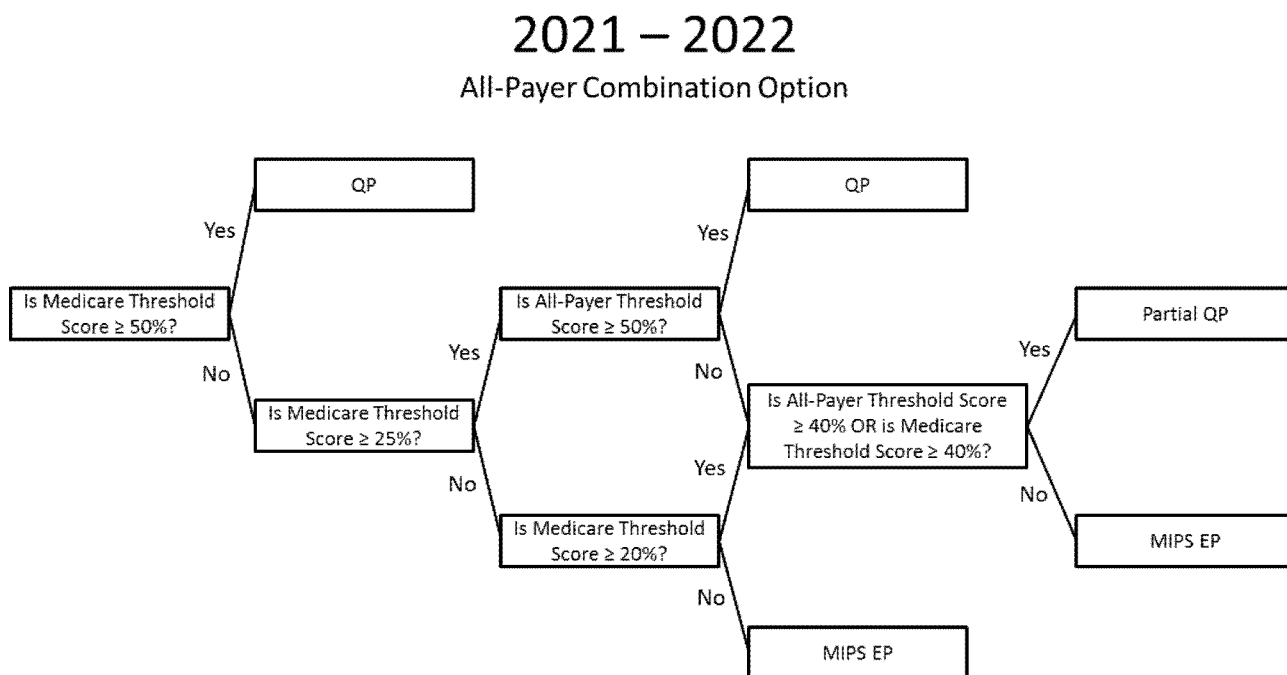 2021 – 2022
All-Payer Combination Option
QP
QP
Yes
Yes
Is Medicare Threshold
Score ≥ 50%?
Is All-Payer Threshold
Score ≥ 50%?
Partial QP
Yes
Yes
No
No
Is Medicare Threshold
Score ≥ 25%?
Is All-Payer Threshold Score
≥ 40% OR is Medicare
Threshold Score ≥ 40%?
Yes
No
No
Is Medicare Threshold
Score ≥ 20%?
MIPS EP
No
MIPS EP